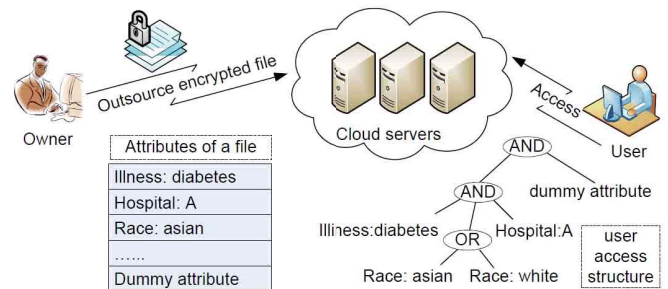 Outsource encrypted file
Owner
Cloud servers
Access
User
Attributes of a file
Illness: diabetes
Hospital: A
Race: asian
…...
Dummy attribute
AND
AND
dummy attribute
Illness:diabetes
OR
Hospital:A
Race: asian
Race: white
user
access
structure